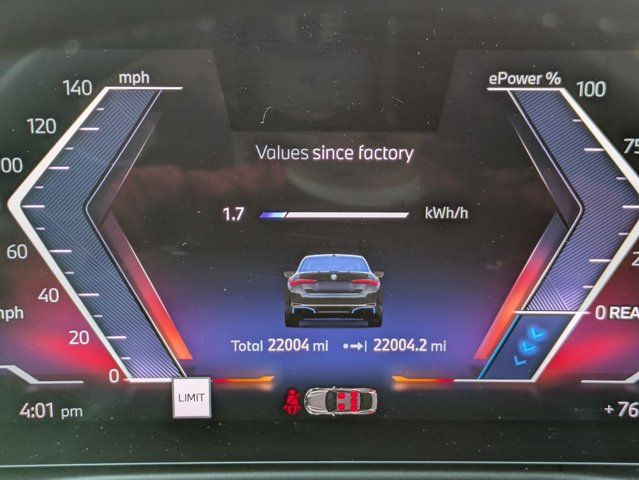 mph
ePower %
140
100
120
75
100
Values since factory
1.7 kWh/h
60
40
mph
0 REA
20
Total 22004 mi 22004.2 mi
0
LIMIT
4:01 pm
+ 76